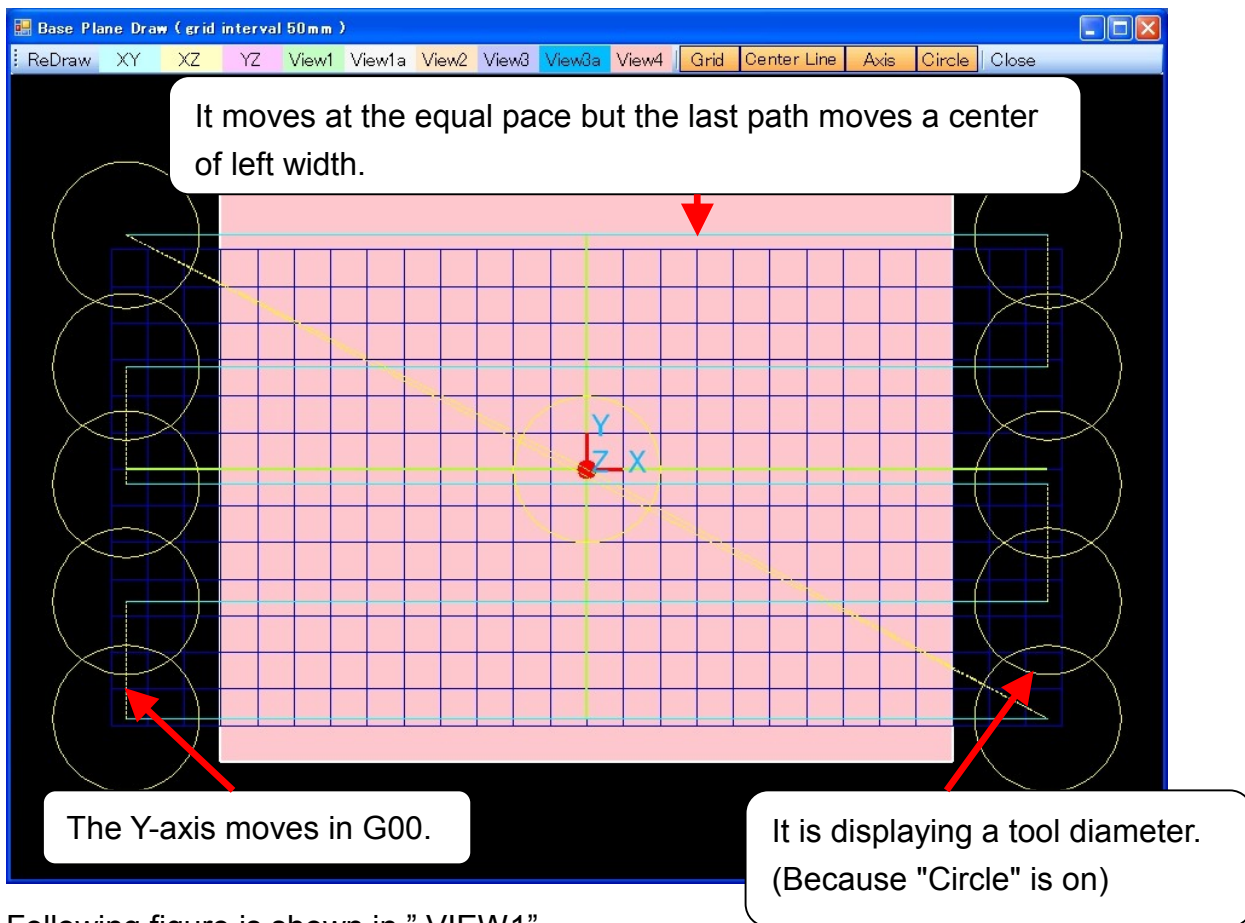 Base Plane Draw ( grid interval 50mm )
ReDraw XY XZ YZ View1 View1a View2 View3 View3a View4 Grid Center Line Axis Circle Close
It moves at the equal pace but the last path moves a center
of left width.
Y
Z X
The Y-axis moves in G00.
It is displaying a tool diameter.
(Because "Circle" is on)
Following figure is shown in ” VIEW1”